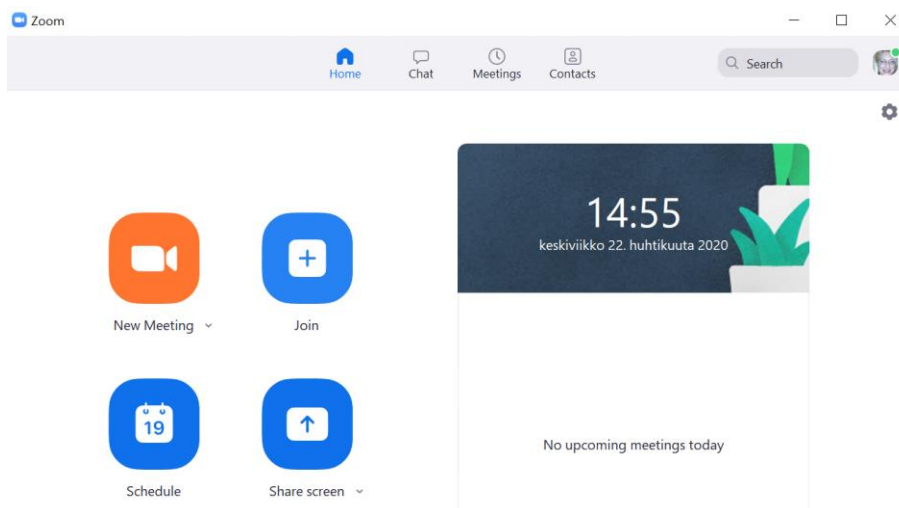 Zoom
Home Chat Meetings Contacts Search
14:55
keskiviikko 22. huhtikuuta 2020
New Meeting Join
19
Schedule Share screen
No upcoming meetings today